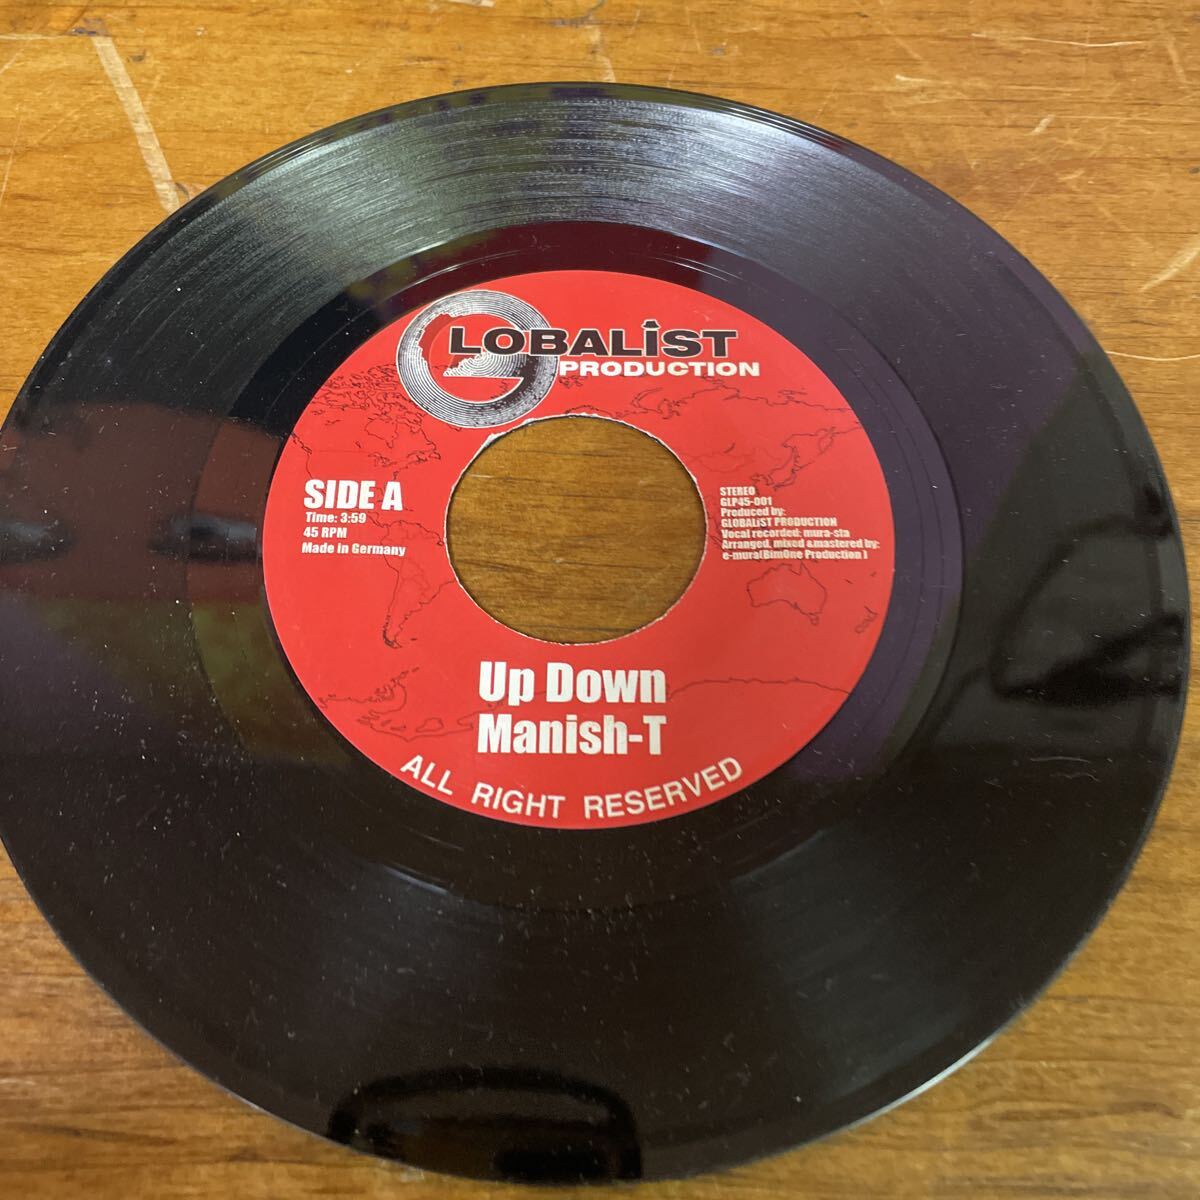 GLOBALiST
PRODUCTION
SIDE A
Time: 3:59
45 RPM
Made in Germany
STEREO
GLP45-001
Produced by:
GLOBALiST PRODUCTION
Vocal recorded: mura-sta
Arranged, mixed &mastered by:
e-mura(BimOne Production )
Up Down
Manish-T
ALL RIGHT RESERVED